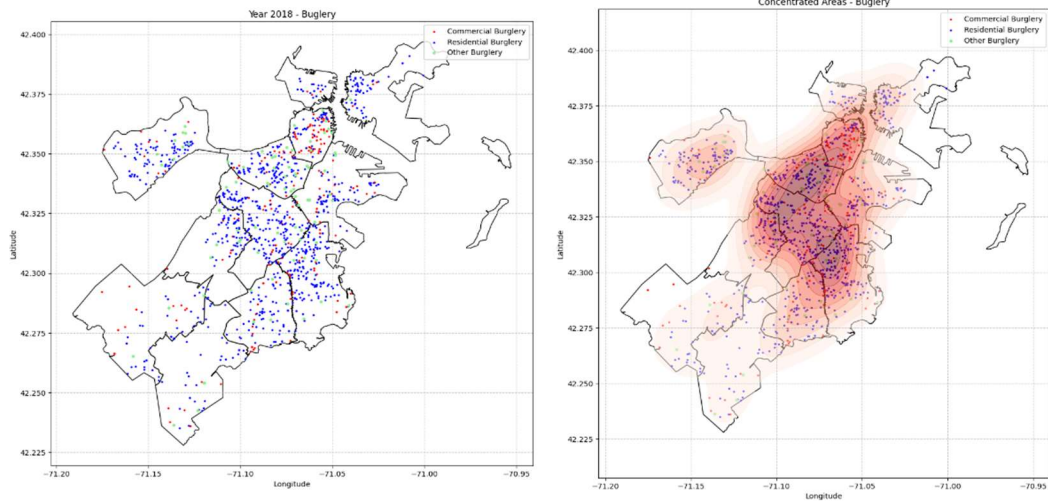 Year 2018 - Buglery
Commercial Burglery
Residential Burglery
Other Burglery
42.400
42.375
42.350
42.325
42.300
42.275
42.250
42.225
Latitude
−71.20
−71.15
−71.10
−71.05
−71.00
−70.95
Longitude
Concentrated Areas - Buglery
Commercial Burglery
Residential Burglery
Other Burglery
42.400
42.375
42.350
42.325
42.300
42.275
42.250
42.225
Latitude
−71.20
−71.15
−71.10
−71.05
−71.00
−70.95
Longitude